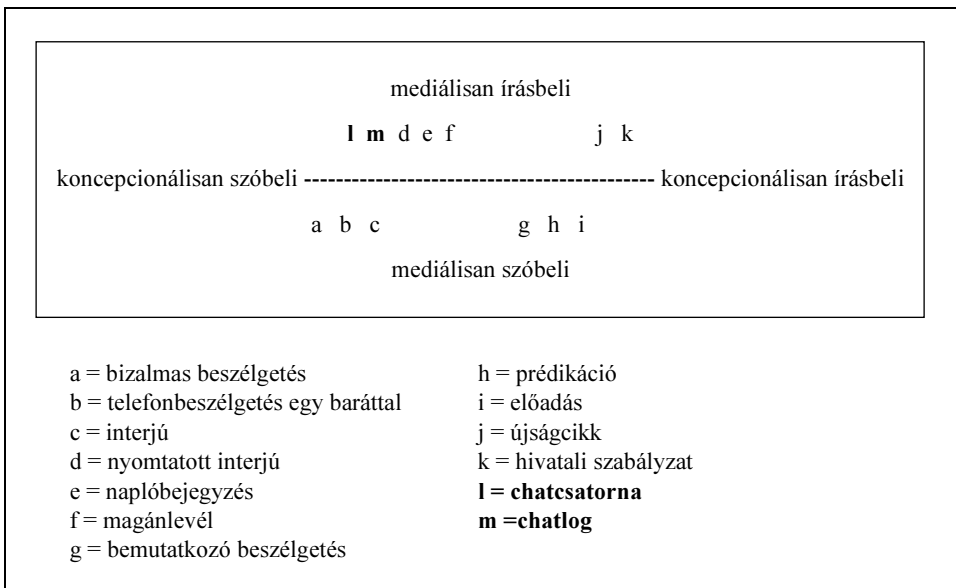 mediálisan írásbeli
l m d e f j k
koncepcionálisan szóbeli --------------------------------------------- koncepcionálisan írásbeli
a b c g h i
mediálisan szóbeli
a = bizalmas beszélgetés
b = telefonbeszélgetés egy baráttal
c = interjú
d = nyomtatott interjú
e = naplóbejegyzés
f = magánlevél
g = bemutatkozó beszélgetés
h = prédikáció
i = előadás
j = újságcikk
k = hivatali szabályzat
l = chatcsatorna
m =chatlog